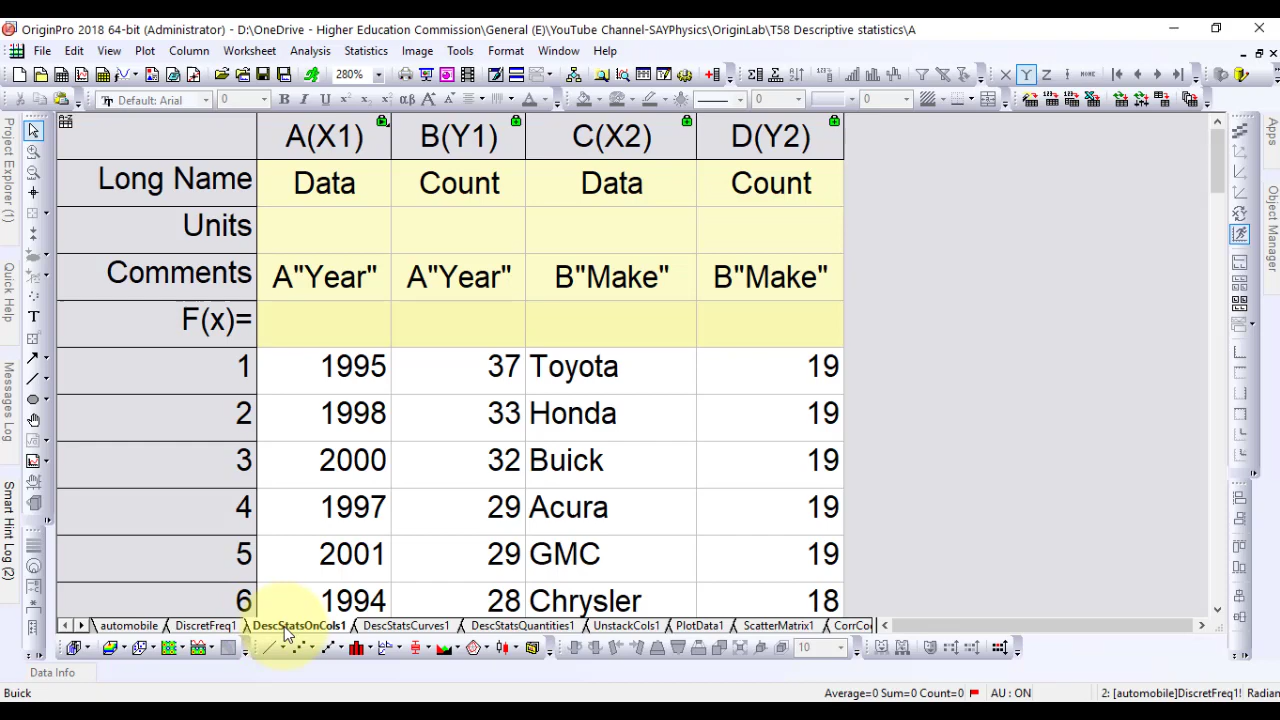 OriginPro 2018 64-bit (Administrator) - D:\OneDrive - Higher Education Commission\General (E)\YouTube Channel-SAYPhysics\OriginLab\T58 Descriptive statistics\A
File Edit View Plot Column Worksheet Analysis Statistics Image Tools Format Window Help
280%
Default: Arial 0 B I U 0 0
A(X1) B(Y1) C(X2) D(Y2)
Long Name Data Count Data Count
Units
Comments A"Year" A"Year" B"Make" B"Make"
F(x)=
1 1995 37 Toyota 19
2 1998 33 Honda 19
3 2000 32 Buick 19
4 1997 29 Acura 19
5 2001 29 GMC 19
6 1994 28 Chrysler 18
automobile DiscretFreq1 DescStatsOnCols1 DescStatsCurves1 DescStatsQuantities1 UnstackCols1 PlotData1 ScatterMatrix1 CorrCo
10
Data Info
Buick Average=0 Sum=0 Count=0 AU : ON 2: [automobile]DiscretFreq1! Radian
Project Explorer (1)
Quick Help
Messages Log
Smart Hint Log (2)
Apps
Object Manager